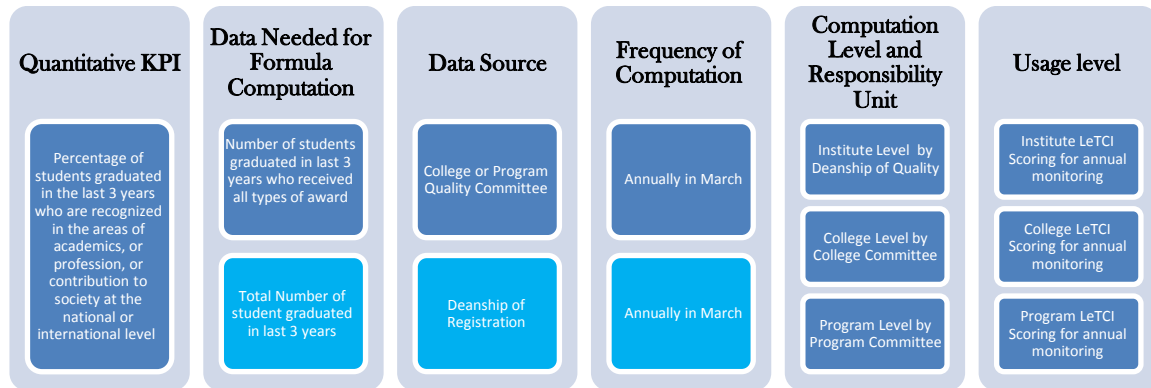 Quantitative KPI
Percentage of
students graduated
in the last 3 years
who are recognized
in the areas of
academics, or
profession, or
contribution to
society at the
national or
international level
Data Needed for
Formula
Computation
Number of students
graduated in last 3
years who received
all types of award
Total Number of
student graduated
in last 3 years
Data Source
College or Program
Quality Committee
Deanship of
Registration
Frequency of
Computation
Annually in March
Annually in March
Computation
Level and
Responsibility
Unit
Institute Level by
Deanship of Quality
College Level by
College Committee
Program Level by
Program Committee
Usage level
Institute LeTCI
Scoring for annual
monitoring
College LeTCI
Scoring for annual
monitoring
Program LeTCI
Scoring for annual
monitoring